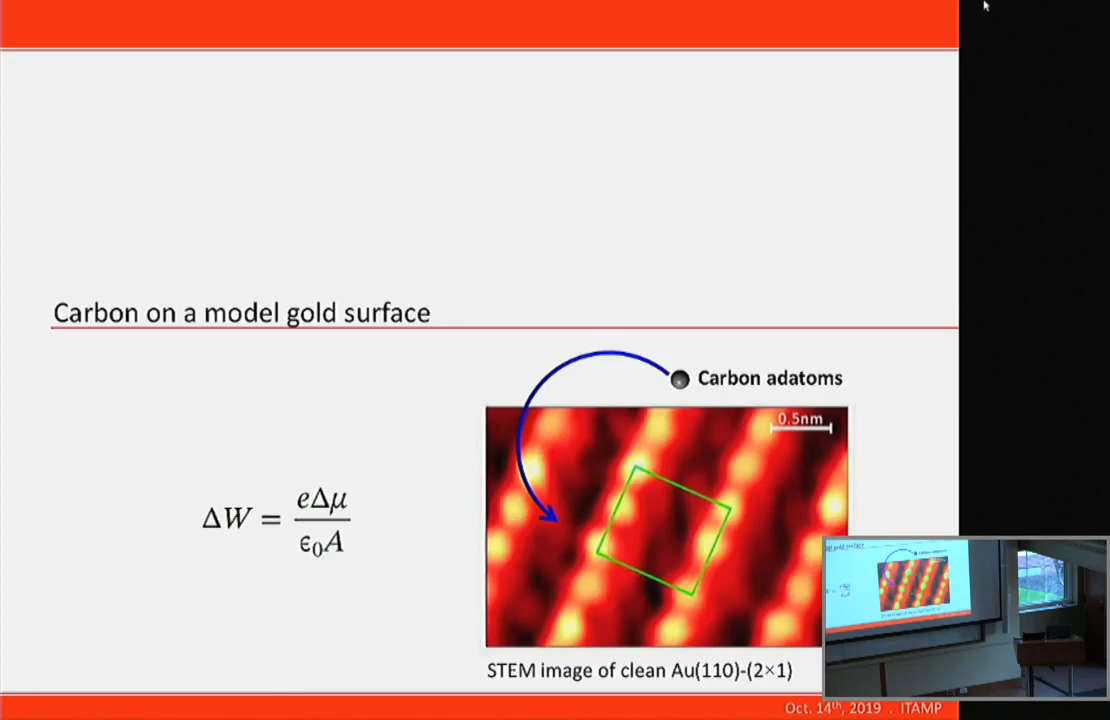 Carbon on a model gold surface
Carbon adatoms
0.5nm
ΔW = eΔμ / ϵ₀A
STEM image of clean Au(110)-(2×1)
Oct. 14th, 2019 . ITAMP